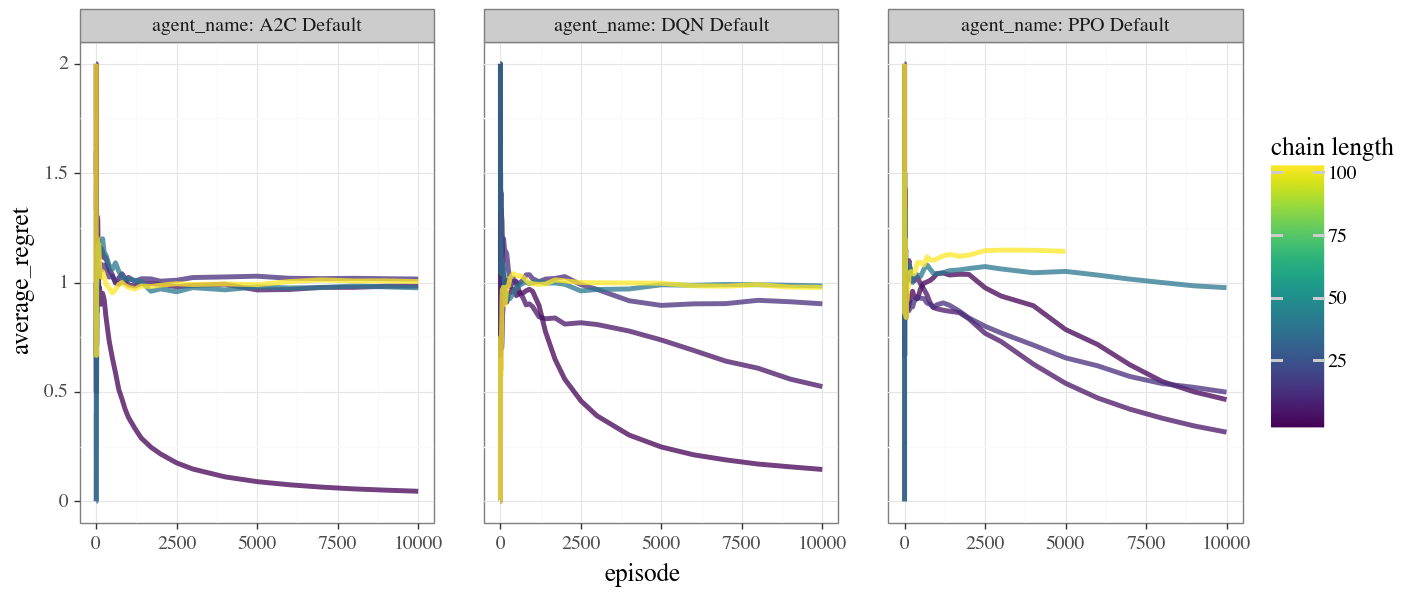 agent_name: A2C Default
agent_name: DQN Default
agent_name: PPO Default
2
1.5
1
0.5
0
average_regret
0 2500 5000 7500 10000
0 2500 5000 7500 10000
0 2500 5000 7500 10000
episode
chain length
100
75
50
25